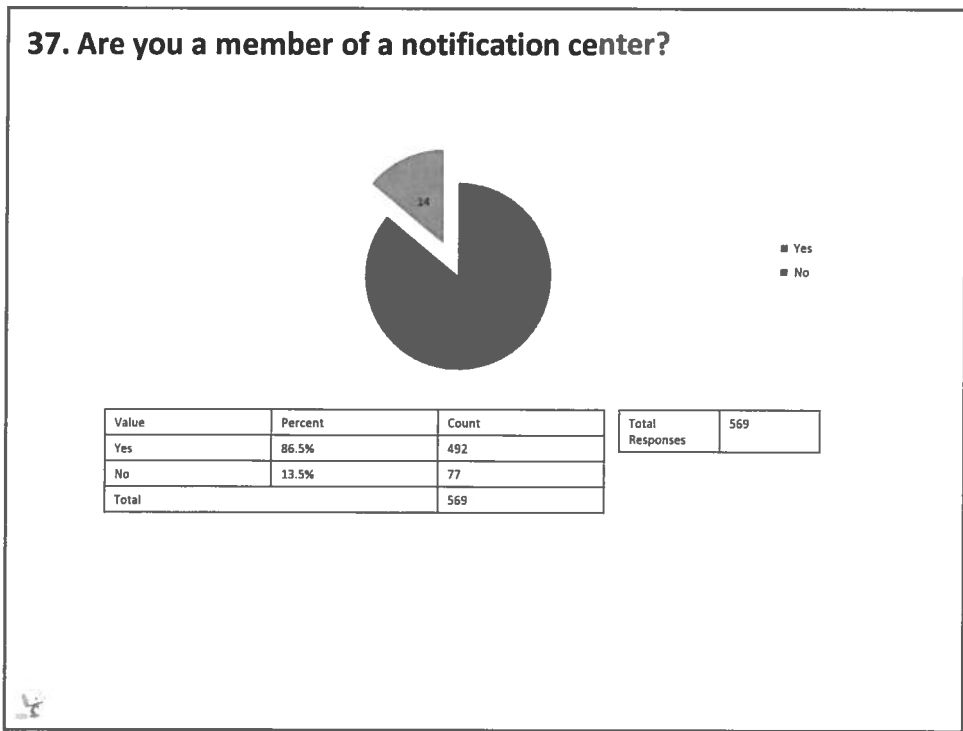 37. Are you a member of a notification center?
14
Yes
No
Value Percent Count
Yes 86.5% 492
No 13.5% 77
Total 569
Total Responses 569